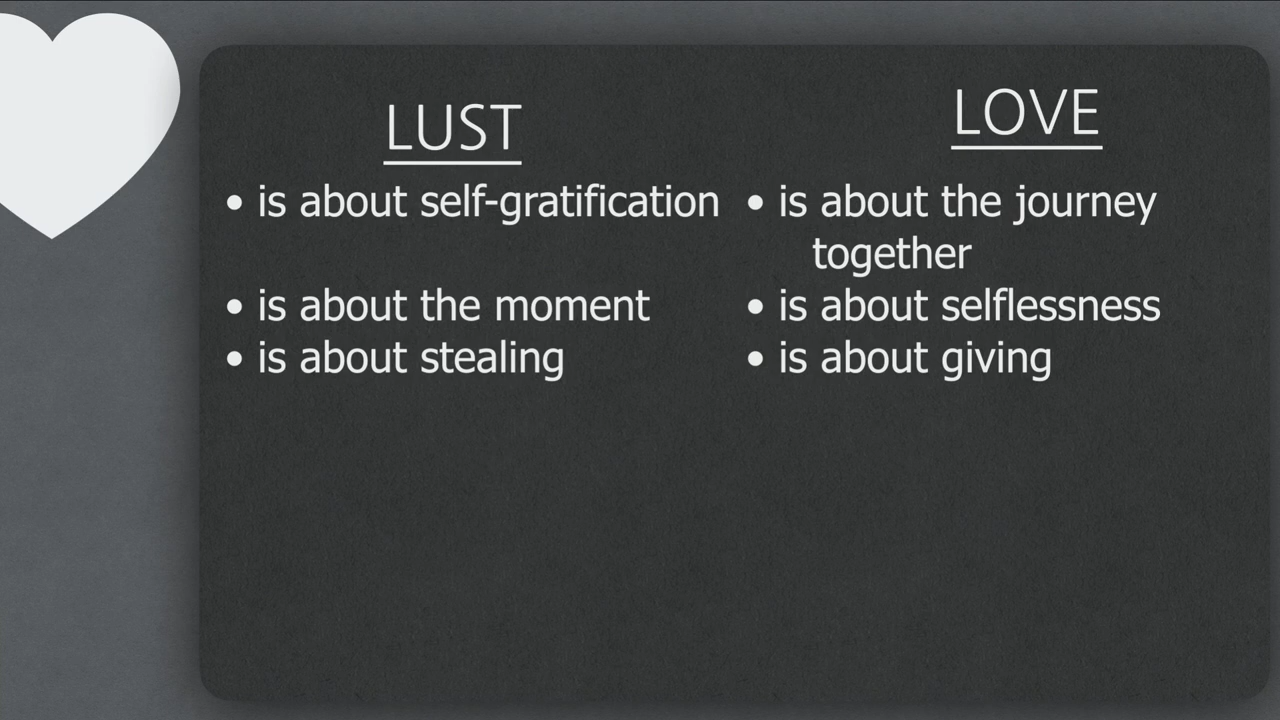 LUST
• is about self-gratification
• is about the moment
• is about stealing
LOVE
• is about the journey
together
• is about selflessness
• is about giving